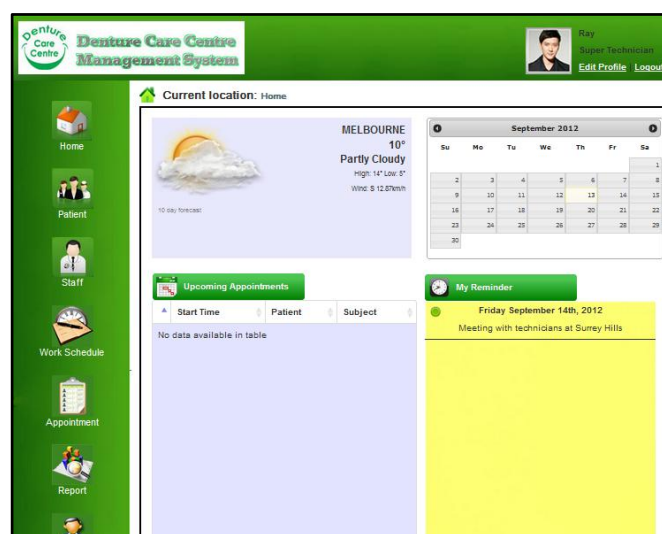 Denture
Care
Centre
Denture Care Centre
Management System
Ray
Super Technician
Edit Profile | Logout
Current location: Home
Home
Patient
Staff
Work Schedule
Appointment
Report
MELBOURNE
10°
Partly Cloudy
High: 14° Low: 5°
Wind: S 12.87km/h
10 day forecast
September 2012
Su Mo Tu We Th Fr Sa
1
2 3 4 5 6 7 8
9 10 11 12 13 14 15
16 17 18 19 20 21 22
23 24 25 26 27 28 29
30
Upcoming Appointments
Start Time Patient Subject
No data available in table
My Reminder
Friday September 14th, 2012
Meeting with technicians at Surrey Hills